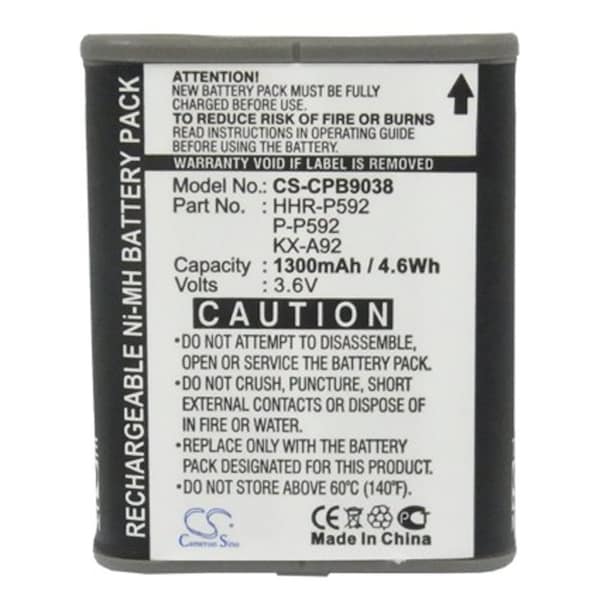 RECHARGEABLE Ni-MH BATTERY PACK
ATTENTION!
NEW BATTERY PACK MUST BE FULLY
CHARGED BEFORE USE.
TO REDUCE RISK OF FIRE OR BURNS
READ INSTRUCTIONS IN OPERATING GUIDE
BEFORE BATTERY USE.
WARRANTY VOID IF LABEL IS REMOVED
Model No.: CS-CPB9038
Part No.: HHR-P592
P-P592
KX-A92
Capacity : 1300mAh / 4.6Wh
Volts : 3.6V
CAUTION
•DO NOT ATTEMPT TO DISASSEMBLE,
OPEN OR SERVICE THE BATTERY PACK.
•DO NOT CRUSH, PUNCTURE, SHORT
EXTERNAL CONTACTS OR DISPOSE OF
IN FIRE OR WATER.
•REPLACE ONLY WITH THE BATTERY
PACK DESIGNATED FOR THIS PRODUCT.
•DO NOT STORE ABOVE 60°C (140°F).
CS
Cameron Sino
CE